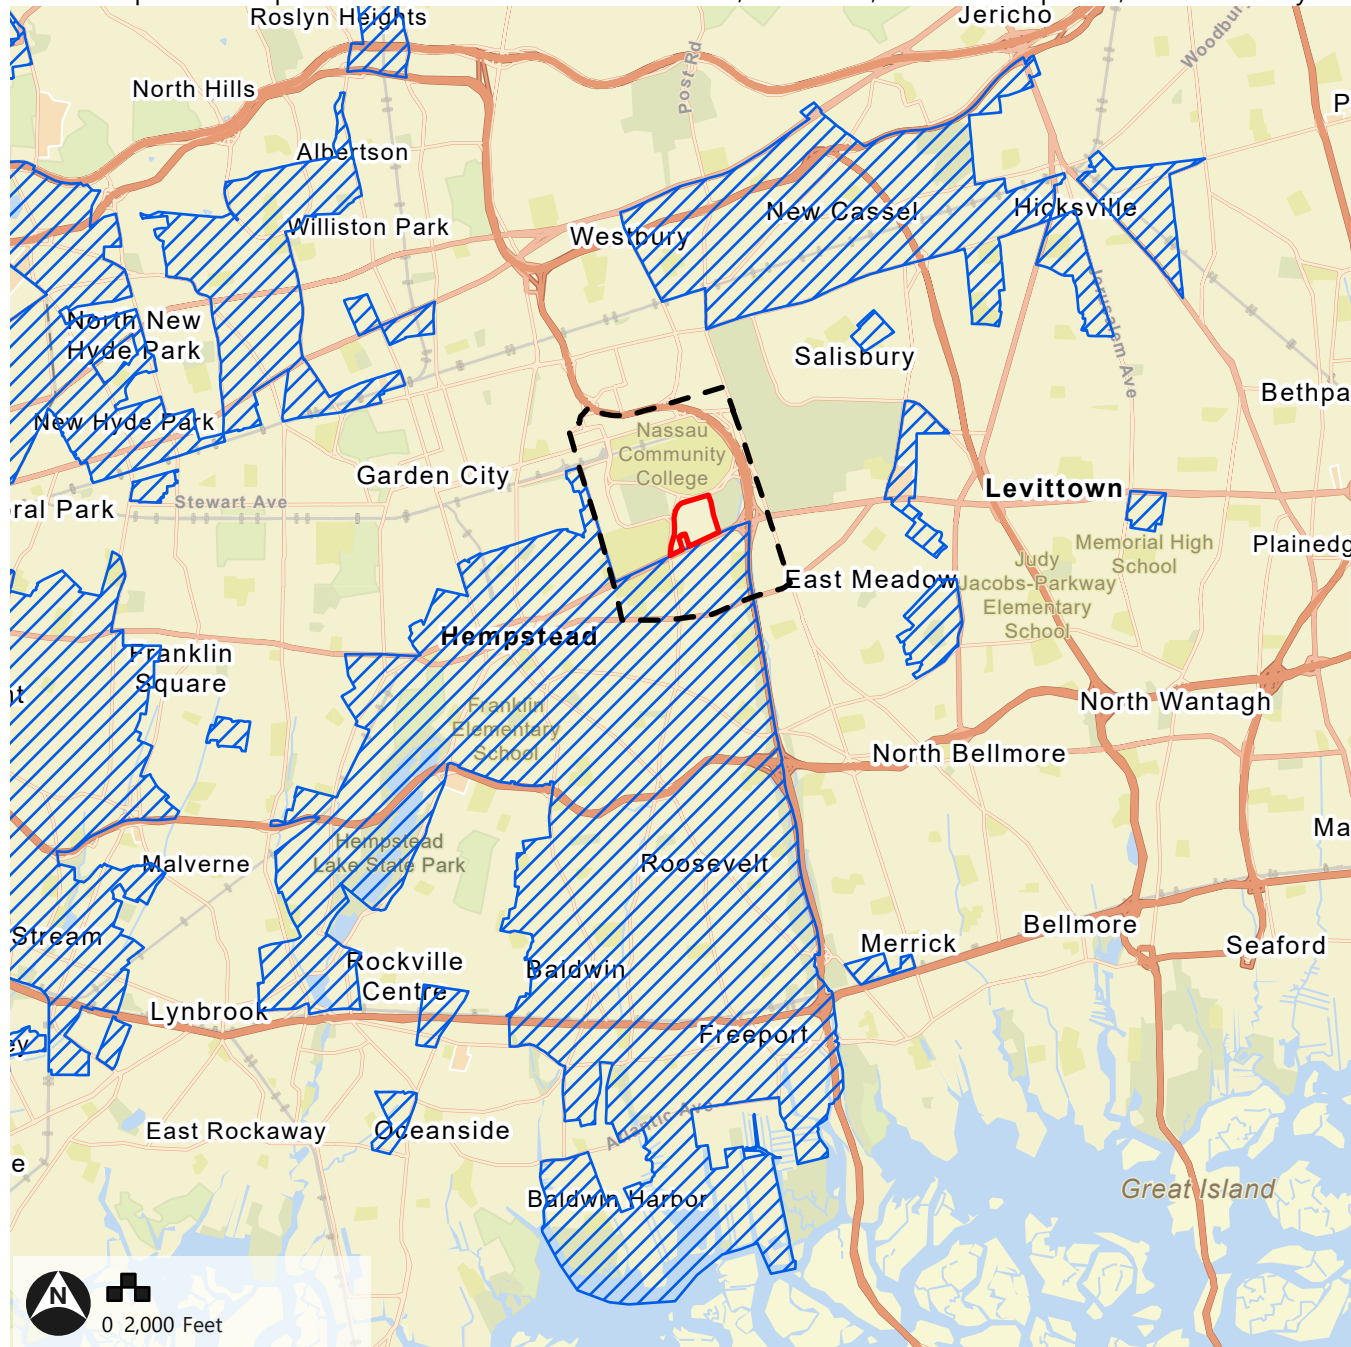 Roslyn Heights
Jericho
Woodbury
North Hills
Post Rd
P
Albertson
Williston Park
Westbury
New Cassel
Hicksville
North New
Hyde Park
Jerusalem Ave
Salisbury
Bethpa
New Hyde Park
Nassau
Community
College
Garden City
Stewart Ave
ral Park
Levittown
Memorial High
School
Plainedg
Judy
Jacobs-Parkway
Elementary
School
East Meadow
Hempstead
Franklin
Square
nt
Franklin
Elementary
School
North Wantagh
North Bellmore
Ma
Hempstead
Lake State Park
Malverne
Roosevelt
Stream
Merrick
Bellmore
Seaford
Rockville
Centre
Baldwin
Lynbrook
Freeport
ey
Atlantic Ave
East Rockaway
Oceanside
e
Baldwin Harbor
Great Island
N
0 2,000 Feet